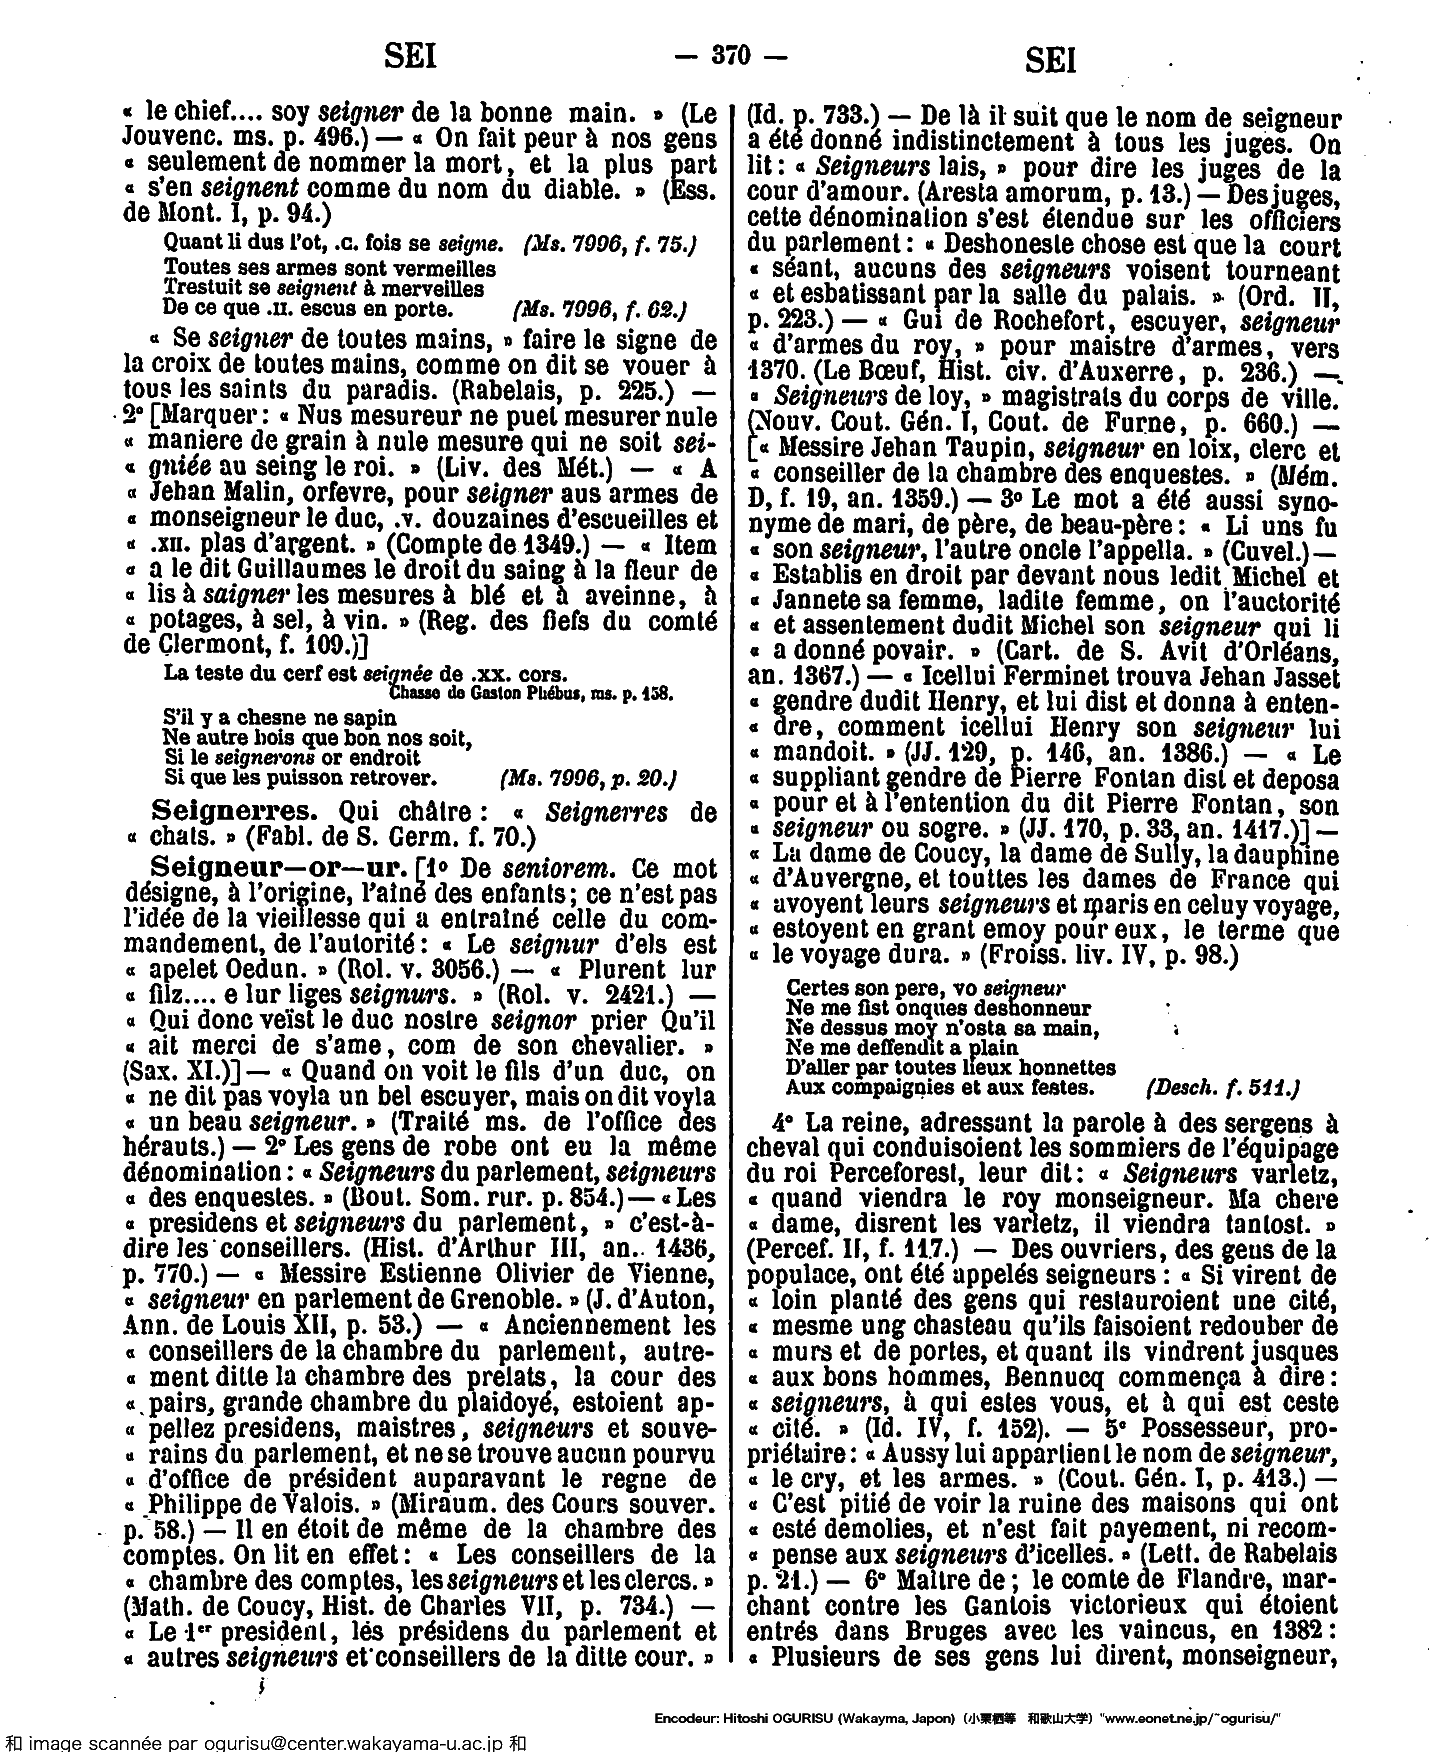 SEI — 370 — SEI
« le chief.... soy seigner de la bonne main. » (Le
Jouvenc. ms. p. 496.) — « On fait peur à nos gens
« seulement de nommer la mort, et la plus part
« s'en seignent comme du nom du diable. » (Ess.
de Mont. I, p. 94.)
Quant li dus l'ot, .C. fois se seigne. (Ms. 7996, f. 75.)
Toutes ses armes sont vermeilles
Trestuit se seignent à merveilles
De ce que .II. escus en porte. (Ms. 7996, f. 62.)
« Se seigner de toutes mains, » faire le signe de
la croix de toutes mains, comme on dit se vouer à
tous les saints du paradis. (Rabelais, p. 225.) —
2° [Marquer : « Nus mesureur ne puet mesurer nule
« maniere de grain à nule mesure qui ne soit sei-
« gniée au seing le roi. » (Liv. des Mét.) — « A
« Jehan Malin, orfevre, pour seigner aus armes de
« monseigneur le duc, .v. douzaines d'escueilles et
« .XII. plas d'argent. » (Compte de 1349.) — « Item
« a le dit Guillaumes le droit du saing à la fleur de
« lis à saigner les mesures à blé et à aveinne, à
« potages, à sel, à vin. » (Reg. des fiefs du comté
de Clermont, f. 109.)]
La teste du cerf est seignée de .XX. cors.
Chasse de Gaston Phébus, ms. p. 158.
S'il y a chesne ne sapin
Ne autre bois que bon nos soit,
Si le seignerons or endroit
Si que les puisson retrover. (Ms. 7996, p. 20.)
Seignerres. Qui châtre : « Seignerres de
« chats. » (Fabl. de S. Germ. f. 70.)
Seigneur—or—ur. [1° De seniorem. Ce mot
désigne, à l'origine, l'aîné des enfants; ce n'est pas
l'idée de la vieillesse qui a entraîné celle du com-
mandement, de l'autorité : « Le seignur d'els est
« apelet Oedun. » (Rol. v. 3056.) — « Plurent lur
« filz.... e lur liges seignurs. » (Rol. v. 2421.) —
« Qui donc veïst le duc nostre seignor prier Qu'il
« ait merci de s'ame, com de son chevalier. »
(Sax. XI.)] — « Quand on voit le fils d'un duc, on
« ne dit pas voyla un bel escuyer, mais on dit voyla
« un beau seigneur. » (Traité ms. de l'office des
hérauts.) — 2° Les gens de robe ont eu la même
dénomination : « Seigneurs du parlement, seigneurs
« des enquestes. » (Bout. Som. rur. p. 854.) — « Les
« presidens et seigneurs du parlement, » c'est-à-
dire les conseillers. (Hist. d'Arthur III, an. 1436,
p. 770.) — « Messire Estienne Olivier de Vienne,
« seigneur en parlement de Grenoble. » (J. d'Auton,
Ann. de Louis XII, p. 53.) — « Anciennement les
« conseillers de la chambre du parlement, autre-
« ment ditte la chambre des prelats, la cour des
« pairs, grande chambre du plaidoyé, estoient ap-
« pellez presidens, maistres, seigneurs et souve-
« rains du parlement, et ne se trouve aucun pourvu
« d'office de président auparavant le regne de
« Philippe de Valois. » (Miraum. des Cours souver.
p. 58.) — Il en étoit de même de la chambre des
comptes. On lit en effet : « Les conseillers de la
« chambre des comptes, les seigneurs et les clercs. »
(Math. de Coucy, Hist. de Charles VII, p. 734.) —
« Le 1er president, lés présidens du parlement et
« autres seigneurs et conseillers de la ditte cour. »
(Id. p. 733.) — De là il suit que le nom de seigneur
a été donné indistinctement à tous les juges. On
lit : « Seigneurs lais, » pour dire les juges de la
cour d'amour. (Aresta amorum, p. 13.) — Des juges,
cette dénomination s'est étendue sur les officiers
du parlement : « Deshoneste chose est que la court
« séant, aucuns des seigneurs voisent tourneant
« et esbatissant par la salle du palais. » (Ord. II,
p. 223.) — « Gui de Rochefort, escuyer, seigneur
« d'armes du roy, » pour maistre d'armes, vers
1370. (Le Bœuf, Hist. civ. d'Auxerre, p. 236.) —
« Seigneurs de loy, » magistrats du corps de ville.
(Nouv. Cout. Gén. I, Cout. de Furne, p. 660.) —
[« Messire Jehan Taupin, seigneur en loix, clerc et
« conseiller de la chambre des enquestes. » (Mém.
D, f. 19, an. 1359.) — 3° Le mot a été aussi syno-
nyme de mari, de père, de beau-père : « Li uns fu
« son seigneur, l'autre oncle l'appella. » (Cuvel.) —
« Establis en droit par devant nous ledit Michel et
« Jannete sa femme, ladite femme, on l'auctorité
« et assentement dudit Michel son seigneur qui li
« a donné povair. » (Cart. de S. Avit d'Orléans,
an. 1367.) — « Icellui Ferminet trouva Jehan Jasset
« gendre dudit Henry, et lui dist et donna à enten-
« dre, comment icellui Henry son seigneur lui
« mandoit. » (JJ. 129, p. 146, an. 1386.) — « Le
« suppliant gendre de Pierre Fontan dist et deposa
« pour et à l'entention du dit Pierre Fontan, son
« seigneur ou sogre. » (JJ. 170, p. 33, an. 1417.)] —
« La dame de Coucy, la dame de Sully, la dauphine
« d'Auvergne, et touttes les dames de France qui
« avoyent leurs seigneurs et maris en celuy voyage,
« estoyent en grant emoy pour eux, le terme que
« le voyage dura. » (Froiss. liv. IV, p. 98.)
Certes son pere, vo seigneur
Ne me fist onques deshonneur
Ne dessus moy n'osta sa main,
Ne me deffendit a plain
D'aller par toutes lieux honnettes
Aux compaignies et aux festes. (Desch. f. 511.)
4° La reine, adressant la parole à des sergens à
cheval qui conduisoient les sommiers de l'équipage
du roi Perceforest, leur dit : « Seigneurs varletz,
« quand viendra le roy monseigneur. Ma chere
« dame, disrent les varletz, il viendra tantost. »
(Percef. II, f. 117.) — Des ouvriers, des gens de la
populace, ont été appelés seigneurs : « Si virent de
« loin planté des gens qui restauroient une cité,
« mesme ung chasteau qu'ils faisoient redouber de
« murs et de portes, et quant ils vindrent jusques
« aux bons hommes, Bennucq commença à dire :
« seigneurs, à qui estes vous, et à qui est ceste
« cité. » (Id. IV, f. 152). — 5° Possesseur, pro-
priétaire : « Aussy lui appartient le nom de seigneur,
« le cry, et les armes. » (Cout. Gén. I, p. 413.) —
« C'est pitié de voir la ruine des maisons qui ont
« esté demolies, et n'est fait payement, ni recom-
« pense aux seigneurs d'icelles. » (Lett. de Rabelais
p. 21.) — 6° Maître de ; le comte de Flandre, mar-
chant contre les Gantois victorieux qui étoient
entrés dans Bruges avec les vaincus, en 1382 :
« Plusieurs de ses gens lui dirent, monseigneur,
Encodeur: Hitoshi OGURISU (Wakayma, Japon) (小栗栖等 和歌山大学) "www.eonet.ne.jp/~ogurisu/"
和 image scannée par ogurisu@center.wakayama-u.ac.jp 和